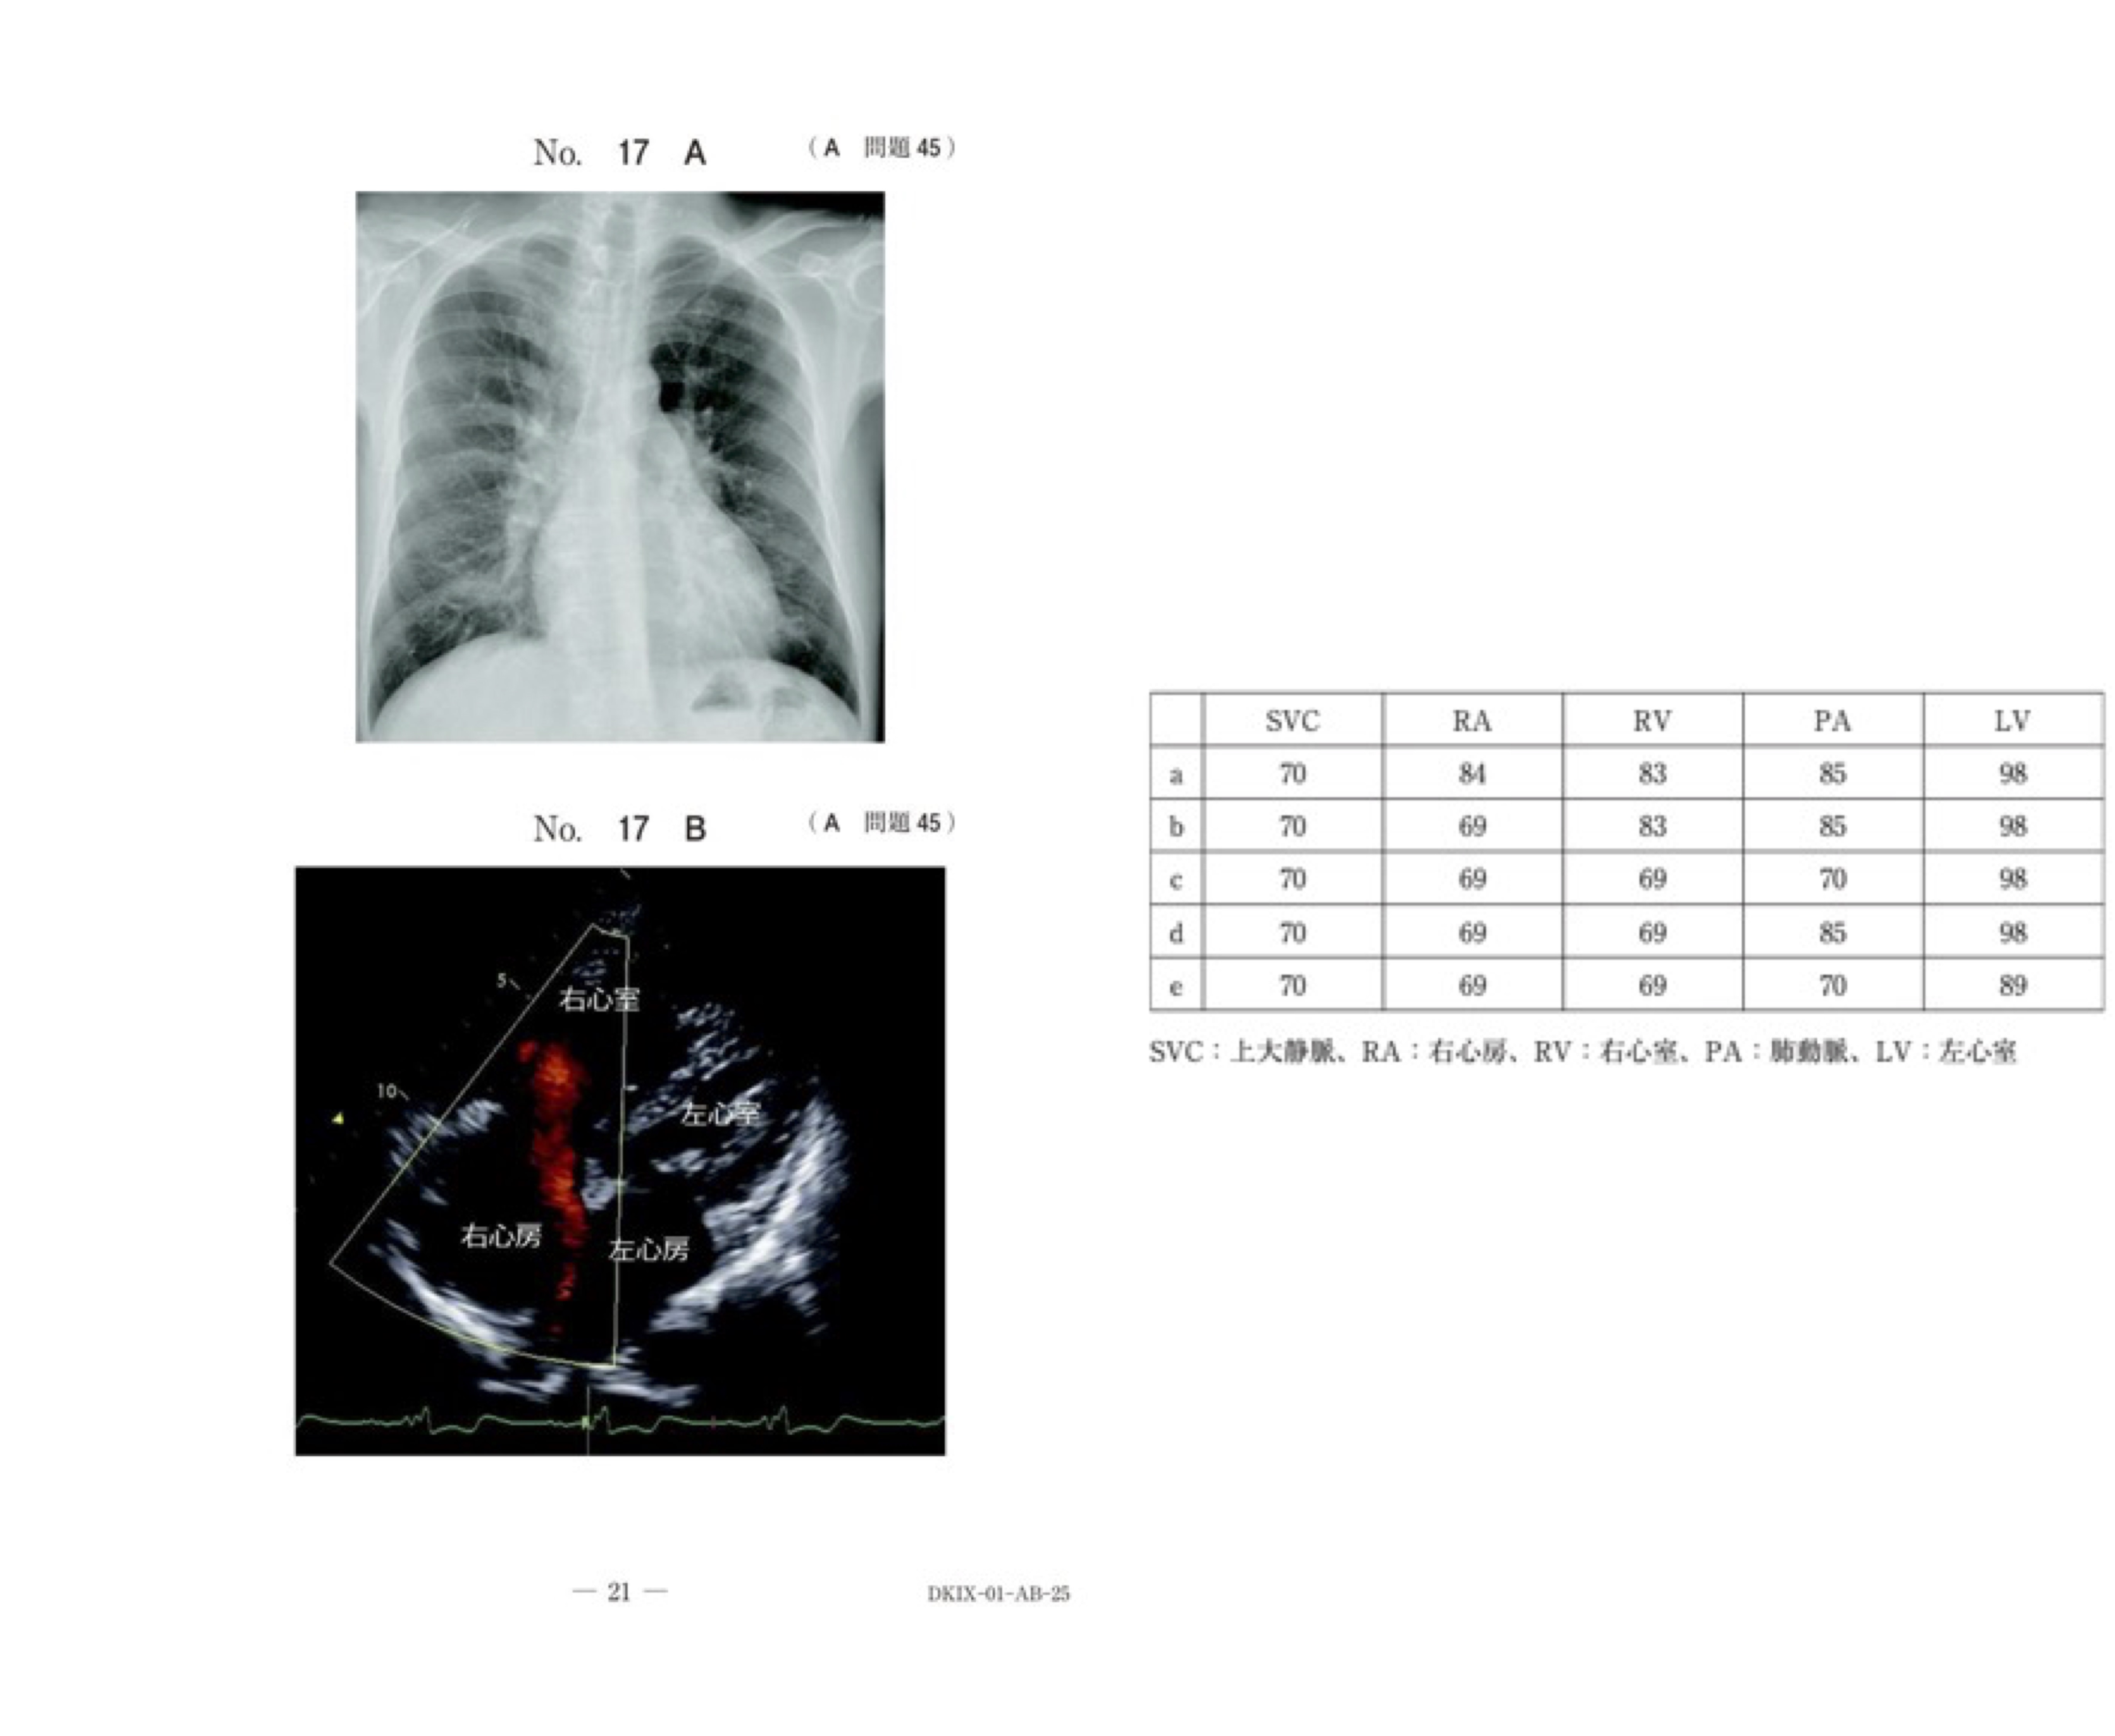 No. 17 A （A 問題 45）
No. 17 B （A 問題 45）
5
右心室
10
左心室
右心房
左心房
— 21 —
DKIX-01-AB-25
SVC RA RV PA LV
a 70 84 83 85 98
b 70 69 83 85 98
c 70 69 69 70 98
d 70 69 69 85 98
e 70 69 69 70 89
SVC：上大静脈、RA：右心房、RV：右心室、PA：肺動脈、LV：左心室